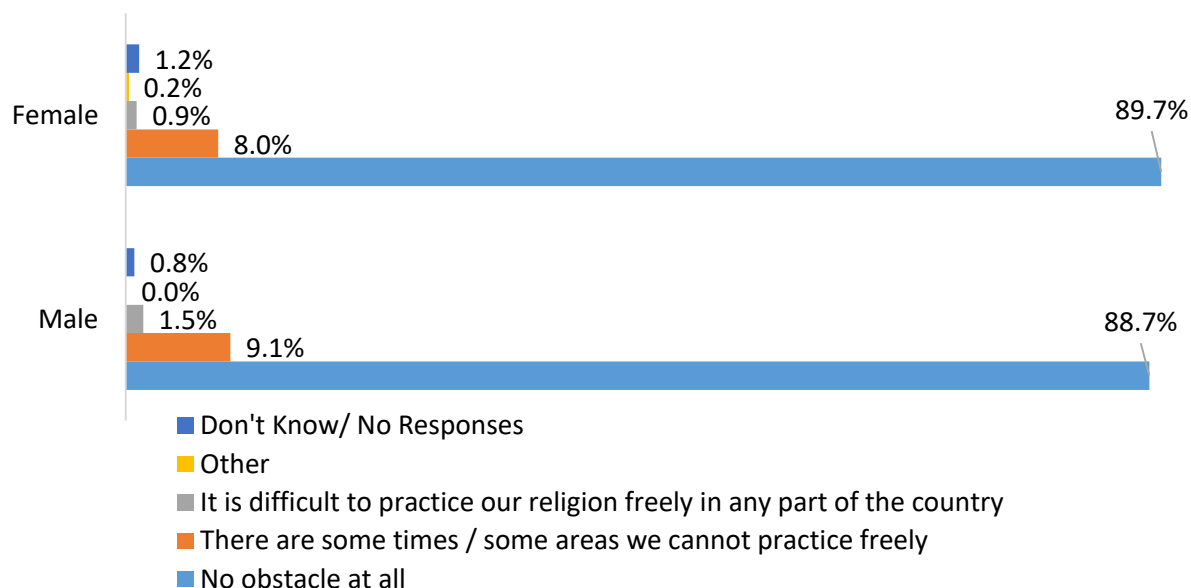 1.2%
0.2%
Female
0.9%
89.7%
8.0%
0.8%
0.0%
Male
1.5%
88.7%
9.1%
Don't Know/ No Responses
Other
It is difficult to practice our religion freely in any part of the country
There are some times / some areas we cannot practice freely
No obstacle at all